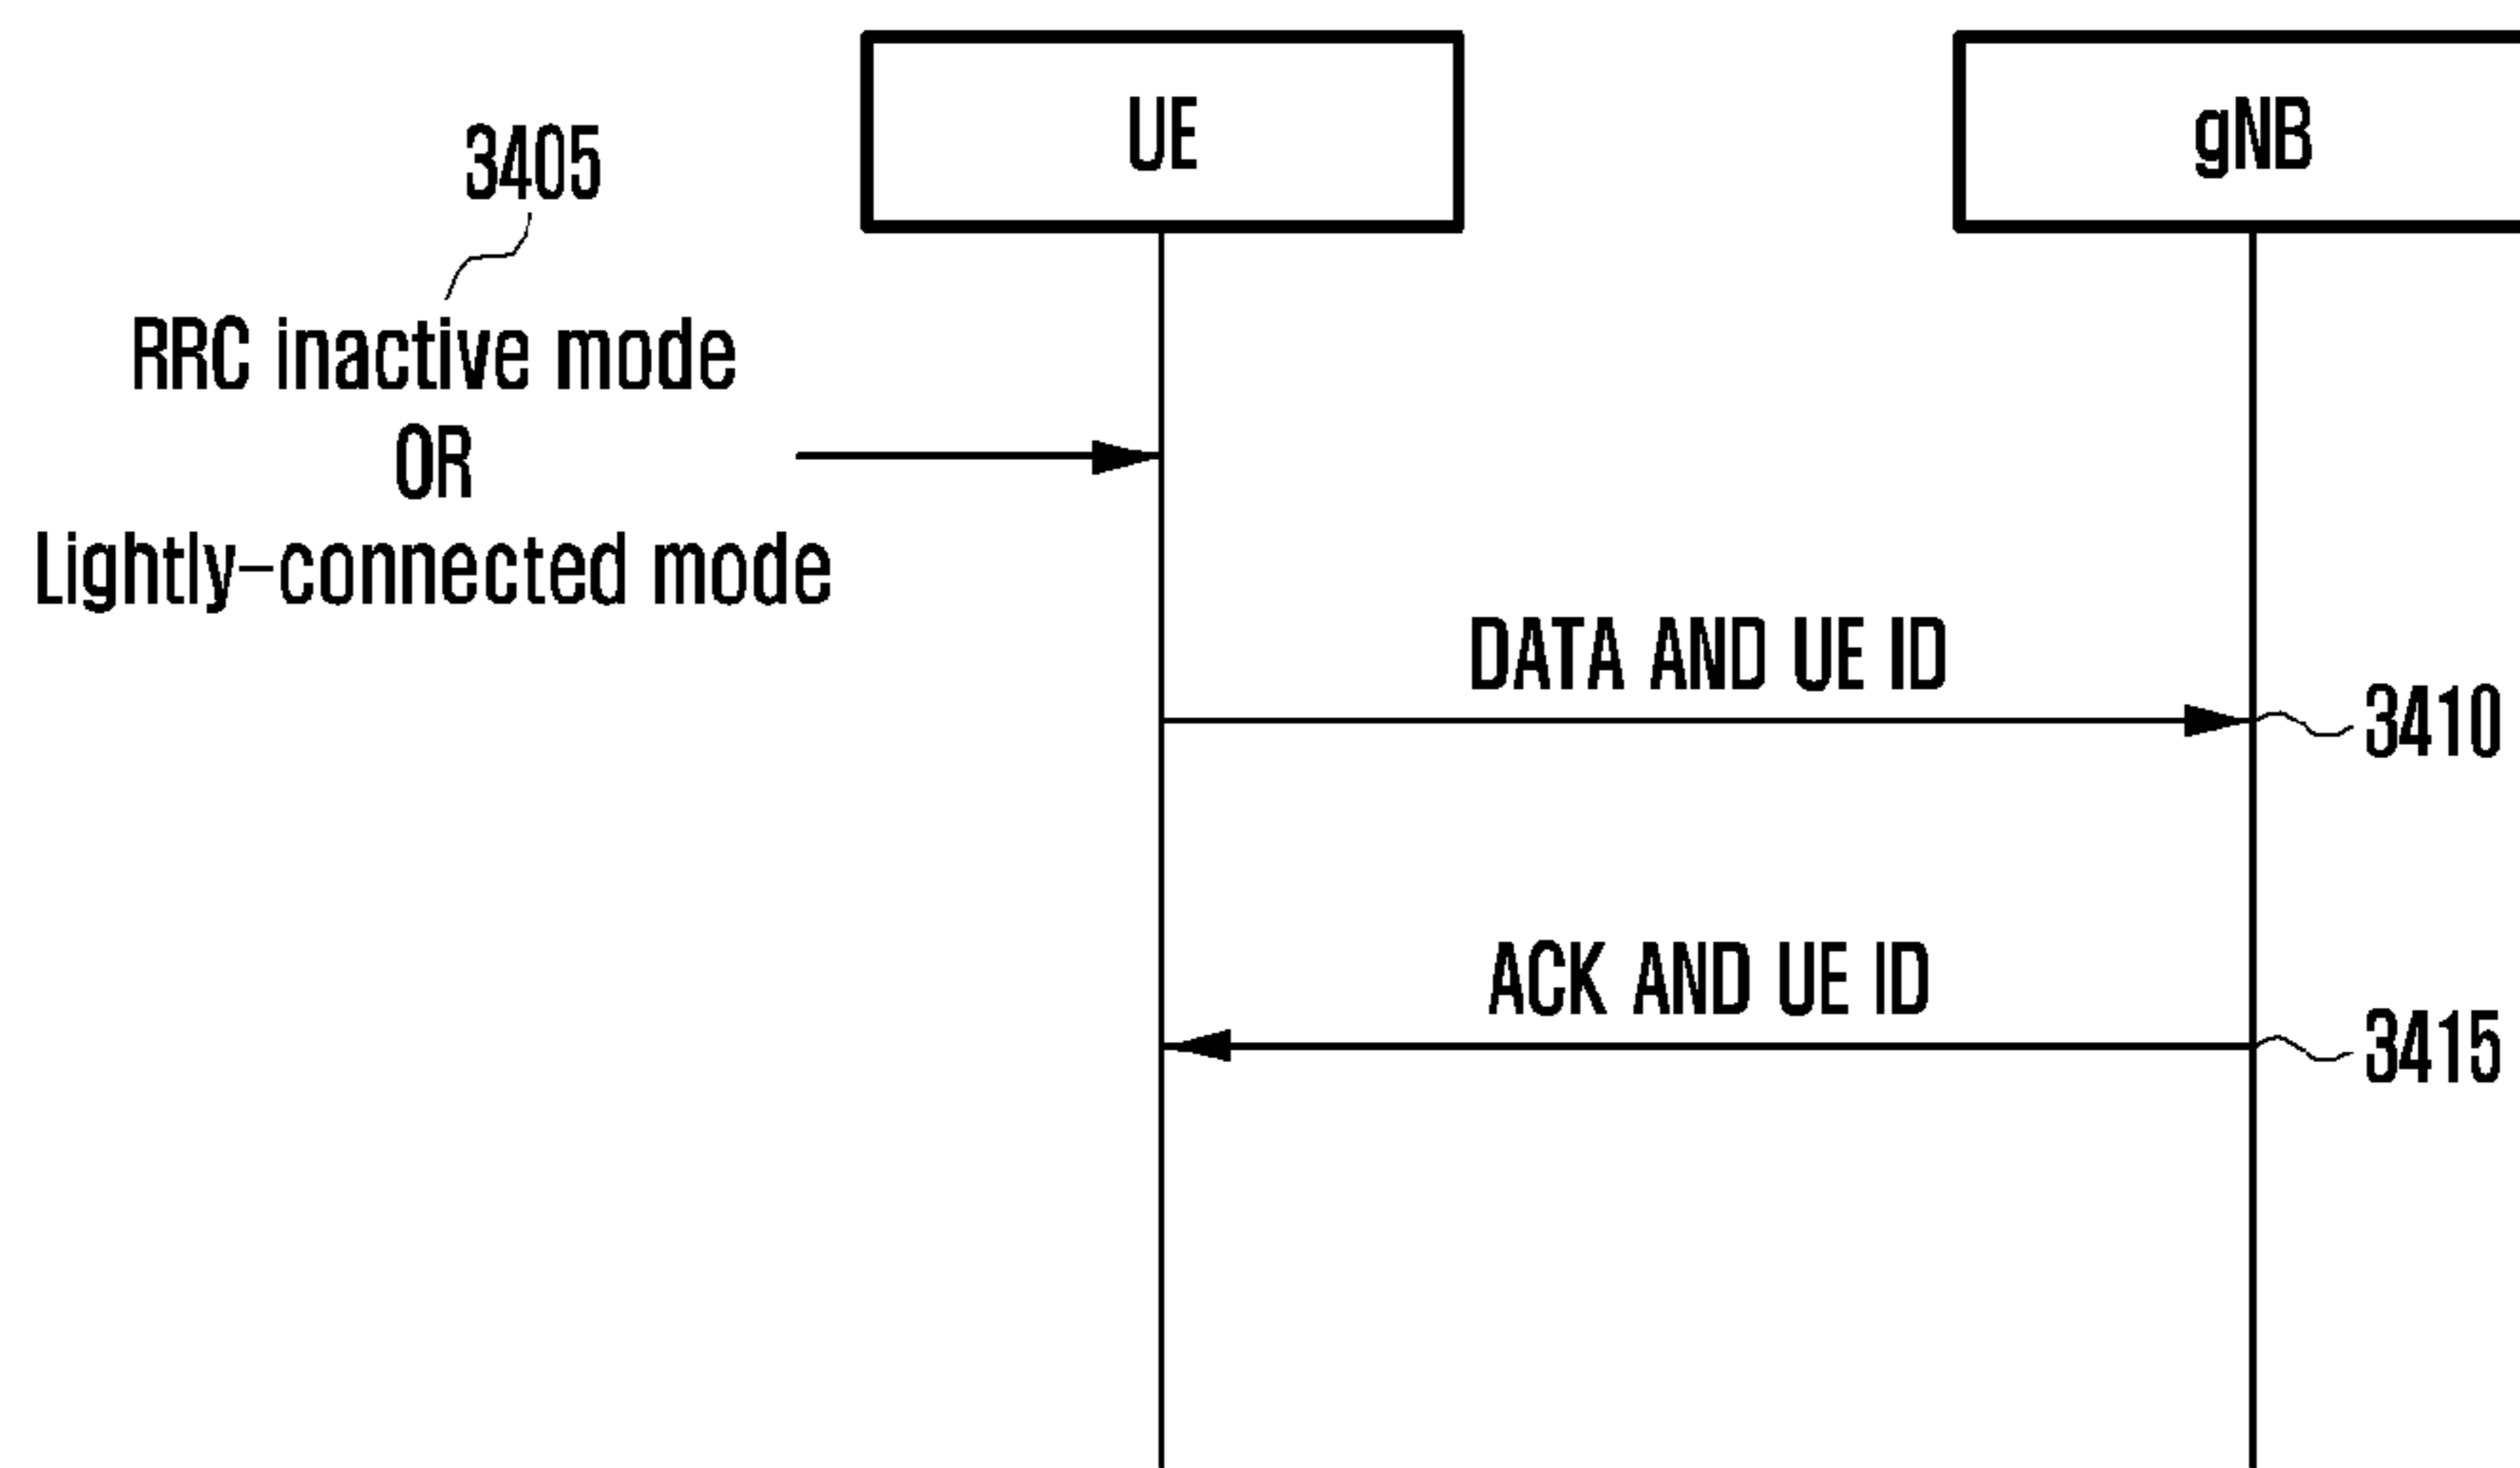 UE
gNB
3405
RRC inactive mode
OR
Lightly-connected mode
DATA AND UE ID
3410
ACK AND UE ID
3415